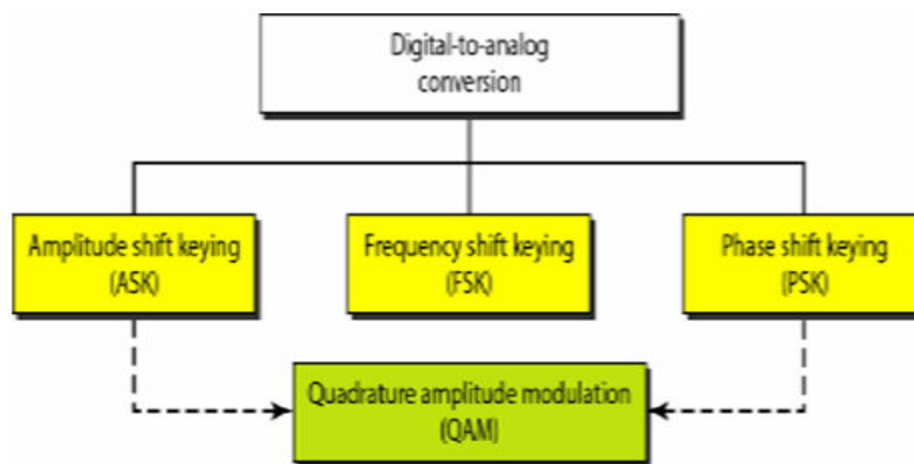 Digital-to-analog
conversion
Amplitude shift keying
(ASK)
Frequency shift keying
(FSK)
Phase shift keying
(PSK)
Quadrature amplitude modulation
(QAM)